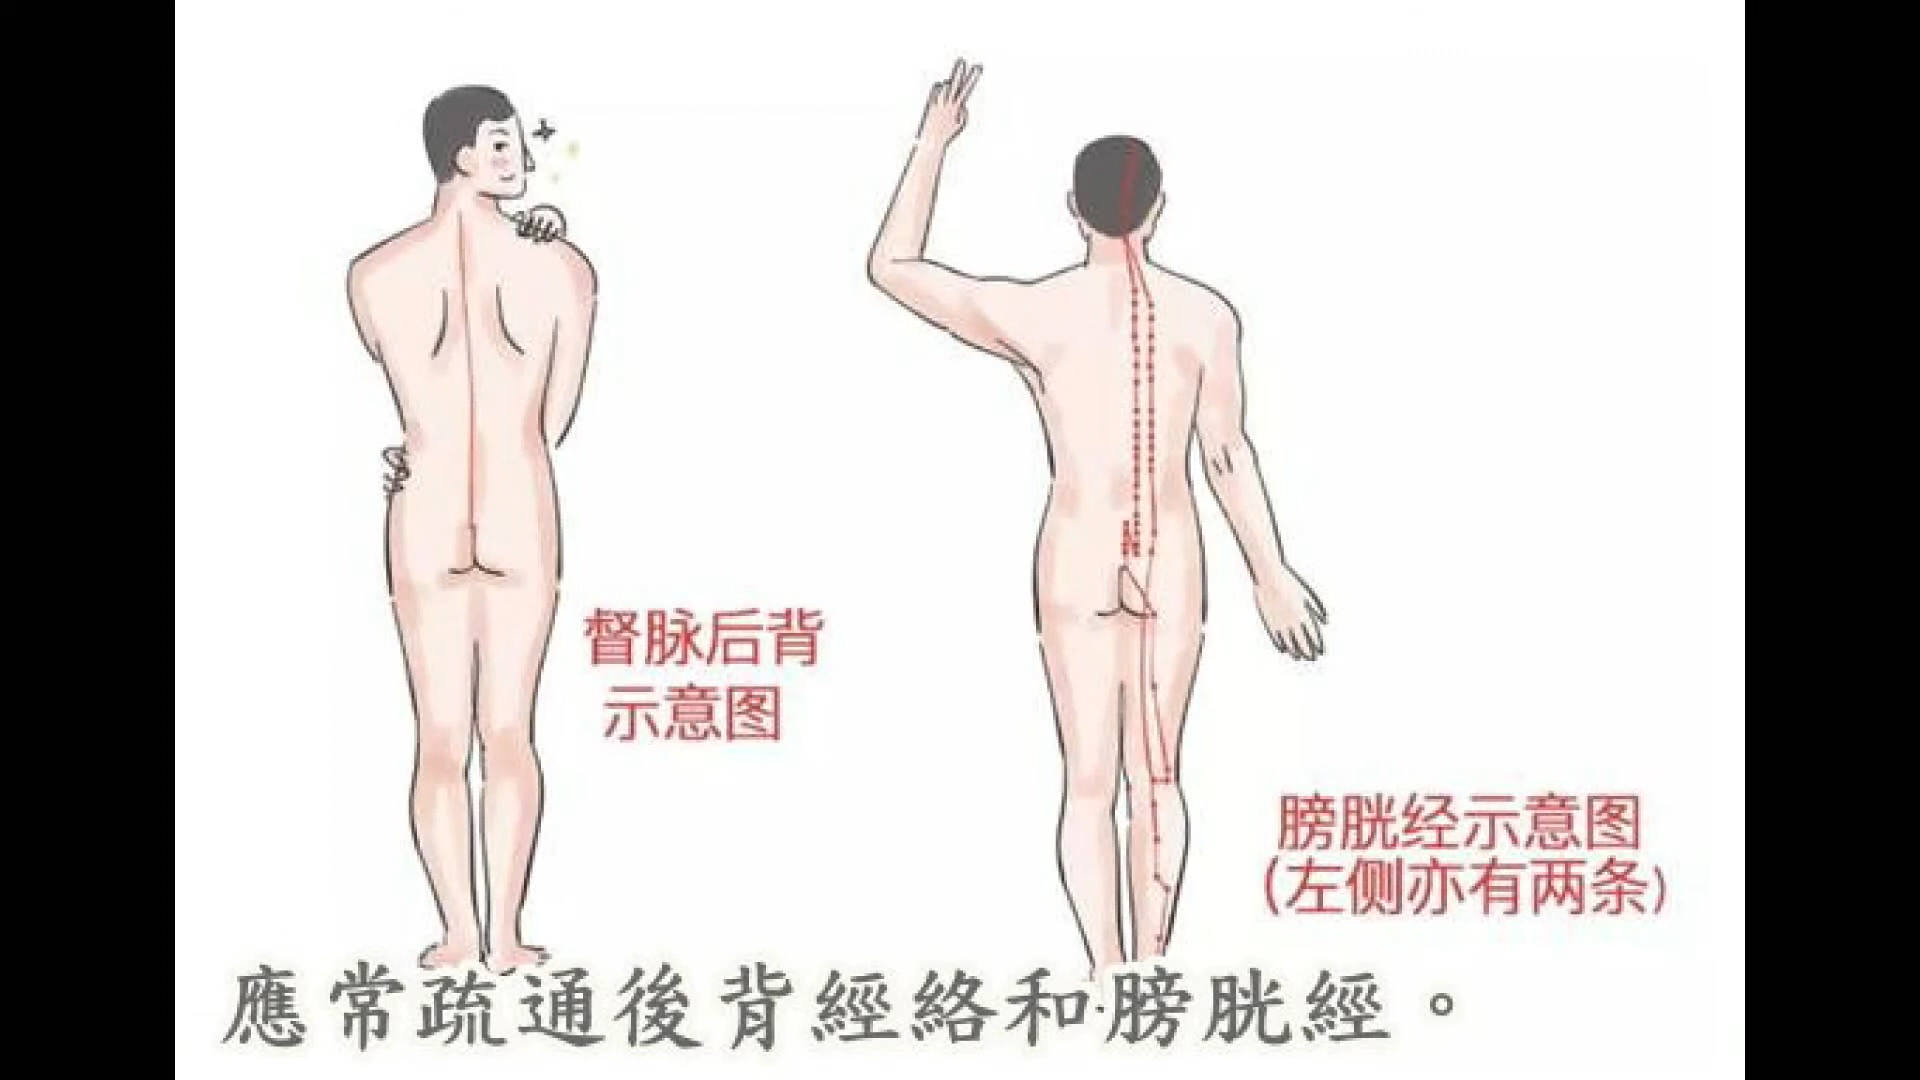 督脉后背
示意图
膀胱经示意图
(左侧亦有两条)
應常疏通後背經絡和膀胱經。